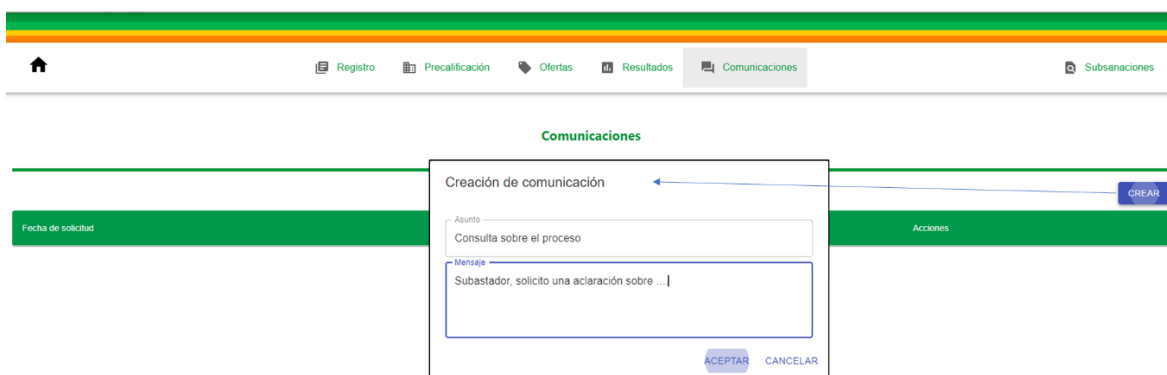 Registro
Precalificación
Ofertas
Resultados
Comunicaciones
Subsanaciones
Comunicaciones
Creación de comunicación
CREAR
Fecha de solicitud
Acciones
Asunto
Consulta sobre el proceso
Mensaje
Subastador, solicito una aclaración sobre ...
ACEPTAR
CANCELAR